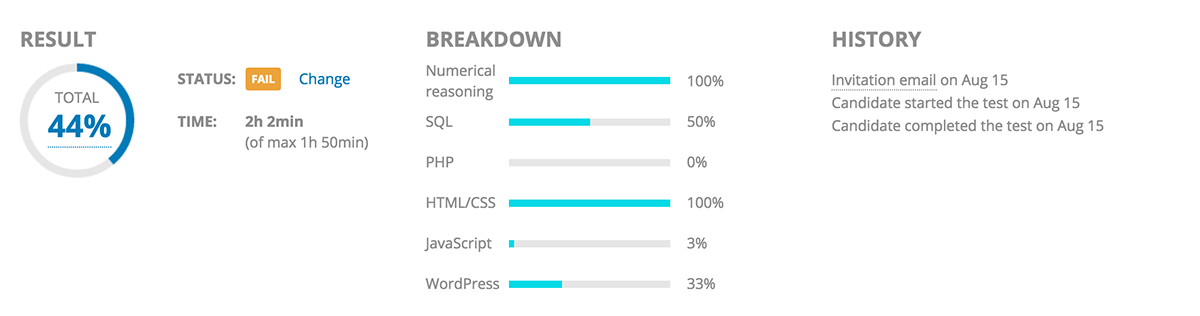 RESULT
TOTAL
44%
STATUS: FAIL Change
TIME: 2h 2min
(of max 1h 50min)
BREAKDOWN
Numerical
reasoning 100%
SQL 50%
PHP 0%
HTML/CSS 100%
JavaScript 3%
WordPress 33%
HISTORY
Invitation email on Aug 15
Candidate started the test on Aug 15
Candidate completed the test on Aug 15